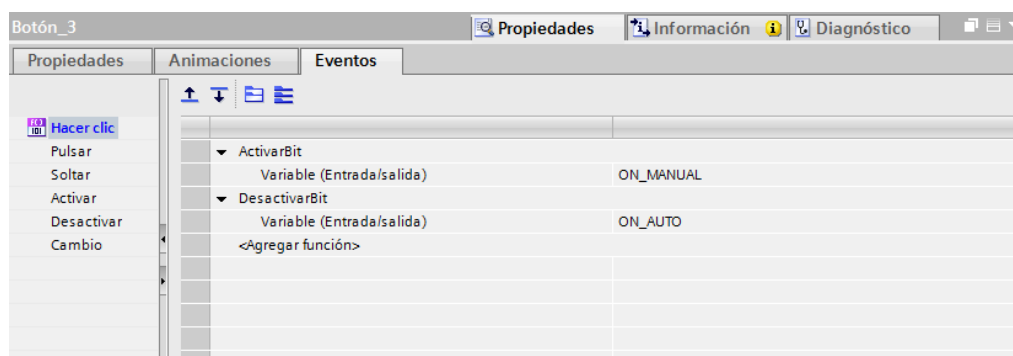 Botón_3
Propiedades Información Diagnóstico
Propiedades Animaciones Eventos
Hacer clic
Pulsar
Soltar
Activar
Desactivar
Cambio
ActivarBit
Variable (Entrada/salida) ON_MANUAL
DesactivarBit
Variable (Entrada/salida) ON_AUTO
<Agregar función>